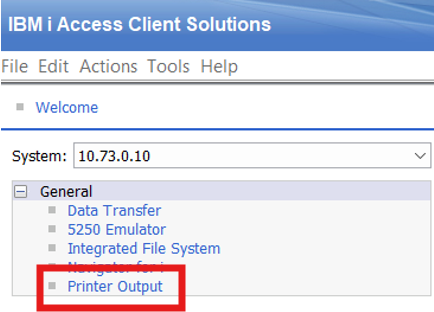 IBM i Access Client Solutions
File Edit Actions Tools Help
Welcome
System: 10.73.0.10
General
Data Transfer
5250 Emulator
Integrated File System
Navigator for i
Printer Output